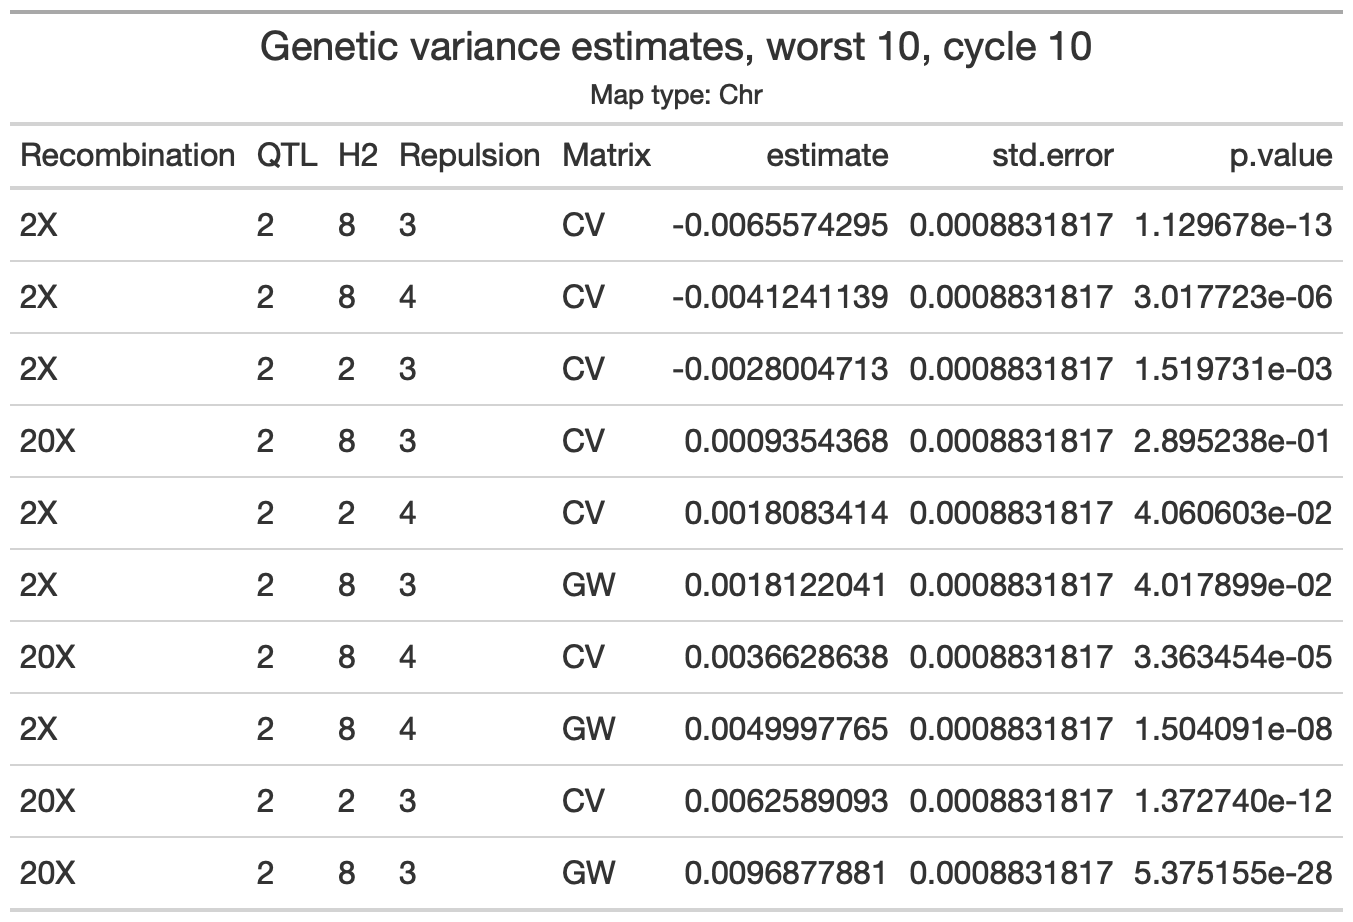 Genetic variance estimates, worst 10, cycle 10
Map type: Chr
Recombination QTL H2 Repulsion Matrix estimate std.error p.value
2X 2 8 3 CV -0.0065574295 0.0008831817 1.129678e-13
2X 2 8 4 CV -0.0041241139 0.0008831817 3.017723e-06
2X 2 2 3 CV -0.0028004713 0.0008831817 1.519731e-03
20X 2 8 3 CV 0.0009354368 0.0008831817 2.895238e-01
2X 2 2 4 CV 0.0018083414 0.0008831817 4.060603e-02
2X 2 8 3 GW 0.0018122041 0.0008831817 4.017899e-02
20X 2 8 4 CV 0.0036628638 0.0008831817 3.363454e-05
2X 2 8 4 GW 0.0049997765 0.0008831817 1.504091e-08
20X 2 2 3 CV 0.0062589093 0.0008831817 1.372740e-12
20X 2 8 3 GW 0.0096877881 0.0008831817 5.375155e-28